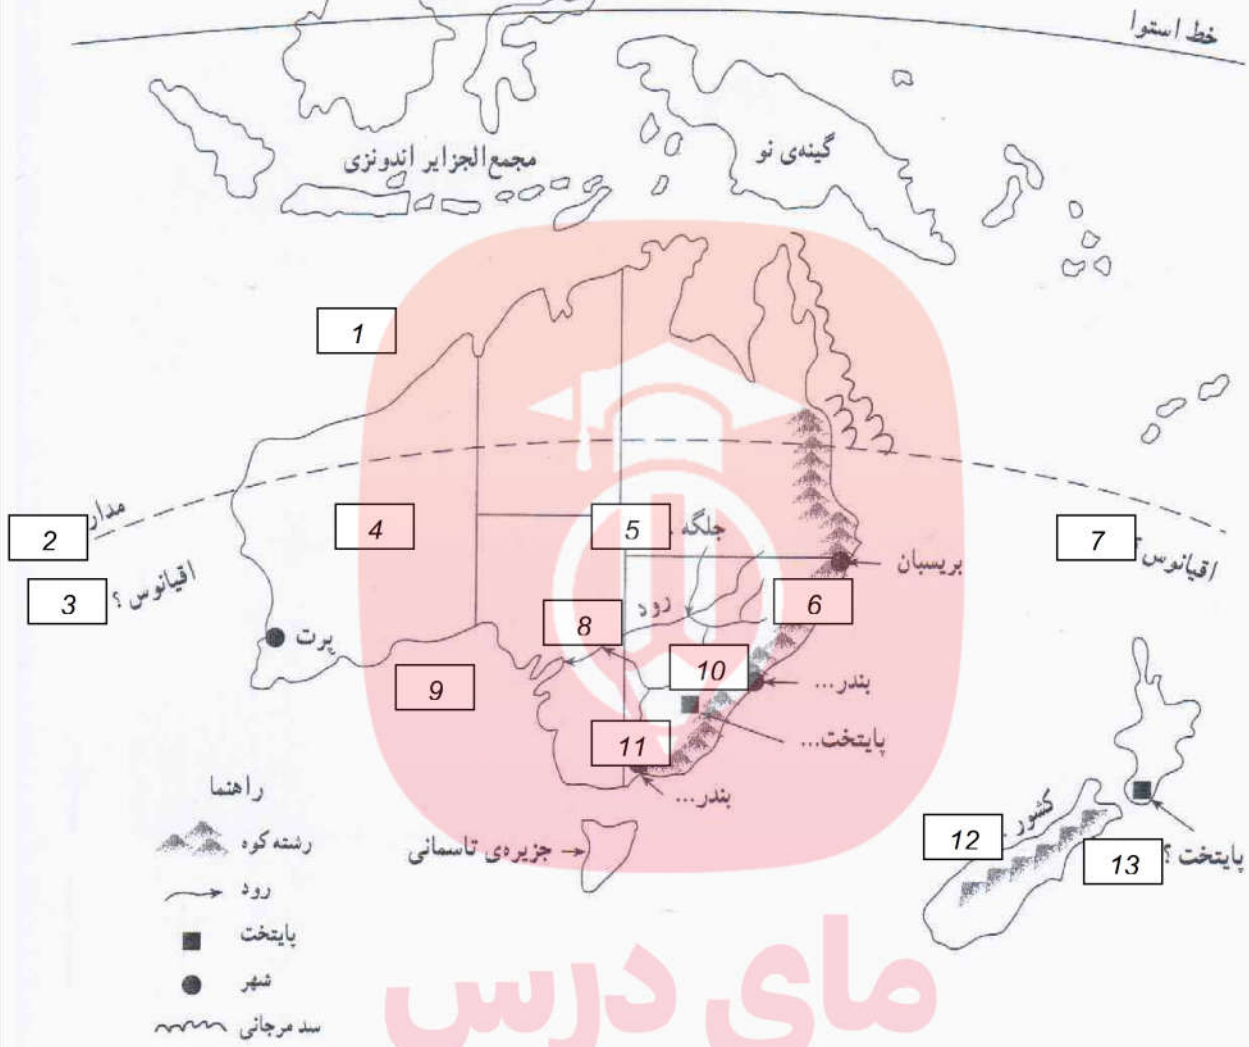 خط استوا
مجمع‌الجزایر اندونزی
گینه‌ی نو
1
مدار
2
اقیانوس ؟
3
4
5
جلگه
7
اقیانوس ؟
بریسبان
6
رود
8
پرت
9
10
بندر...
پایتخت...
11
بندر...
جزیره‌ی تاسمانی
کشور
12
13
پایتخت ؟
راهنما
رشته کوه
رود
پایتخت
شهر
سد مرجانی
مای درس